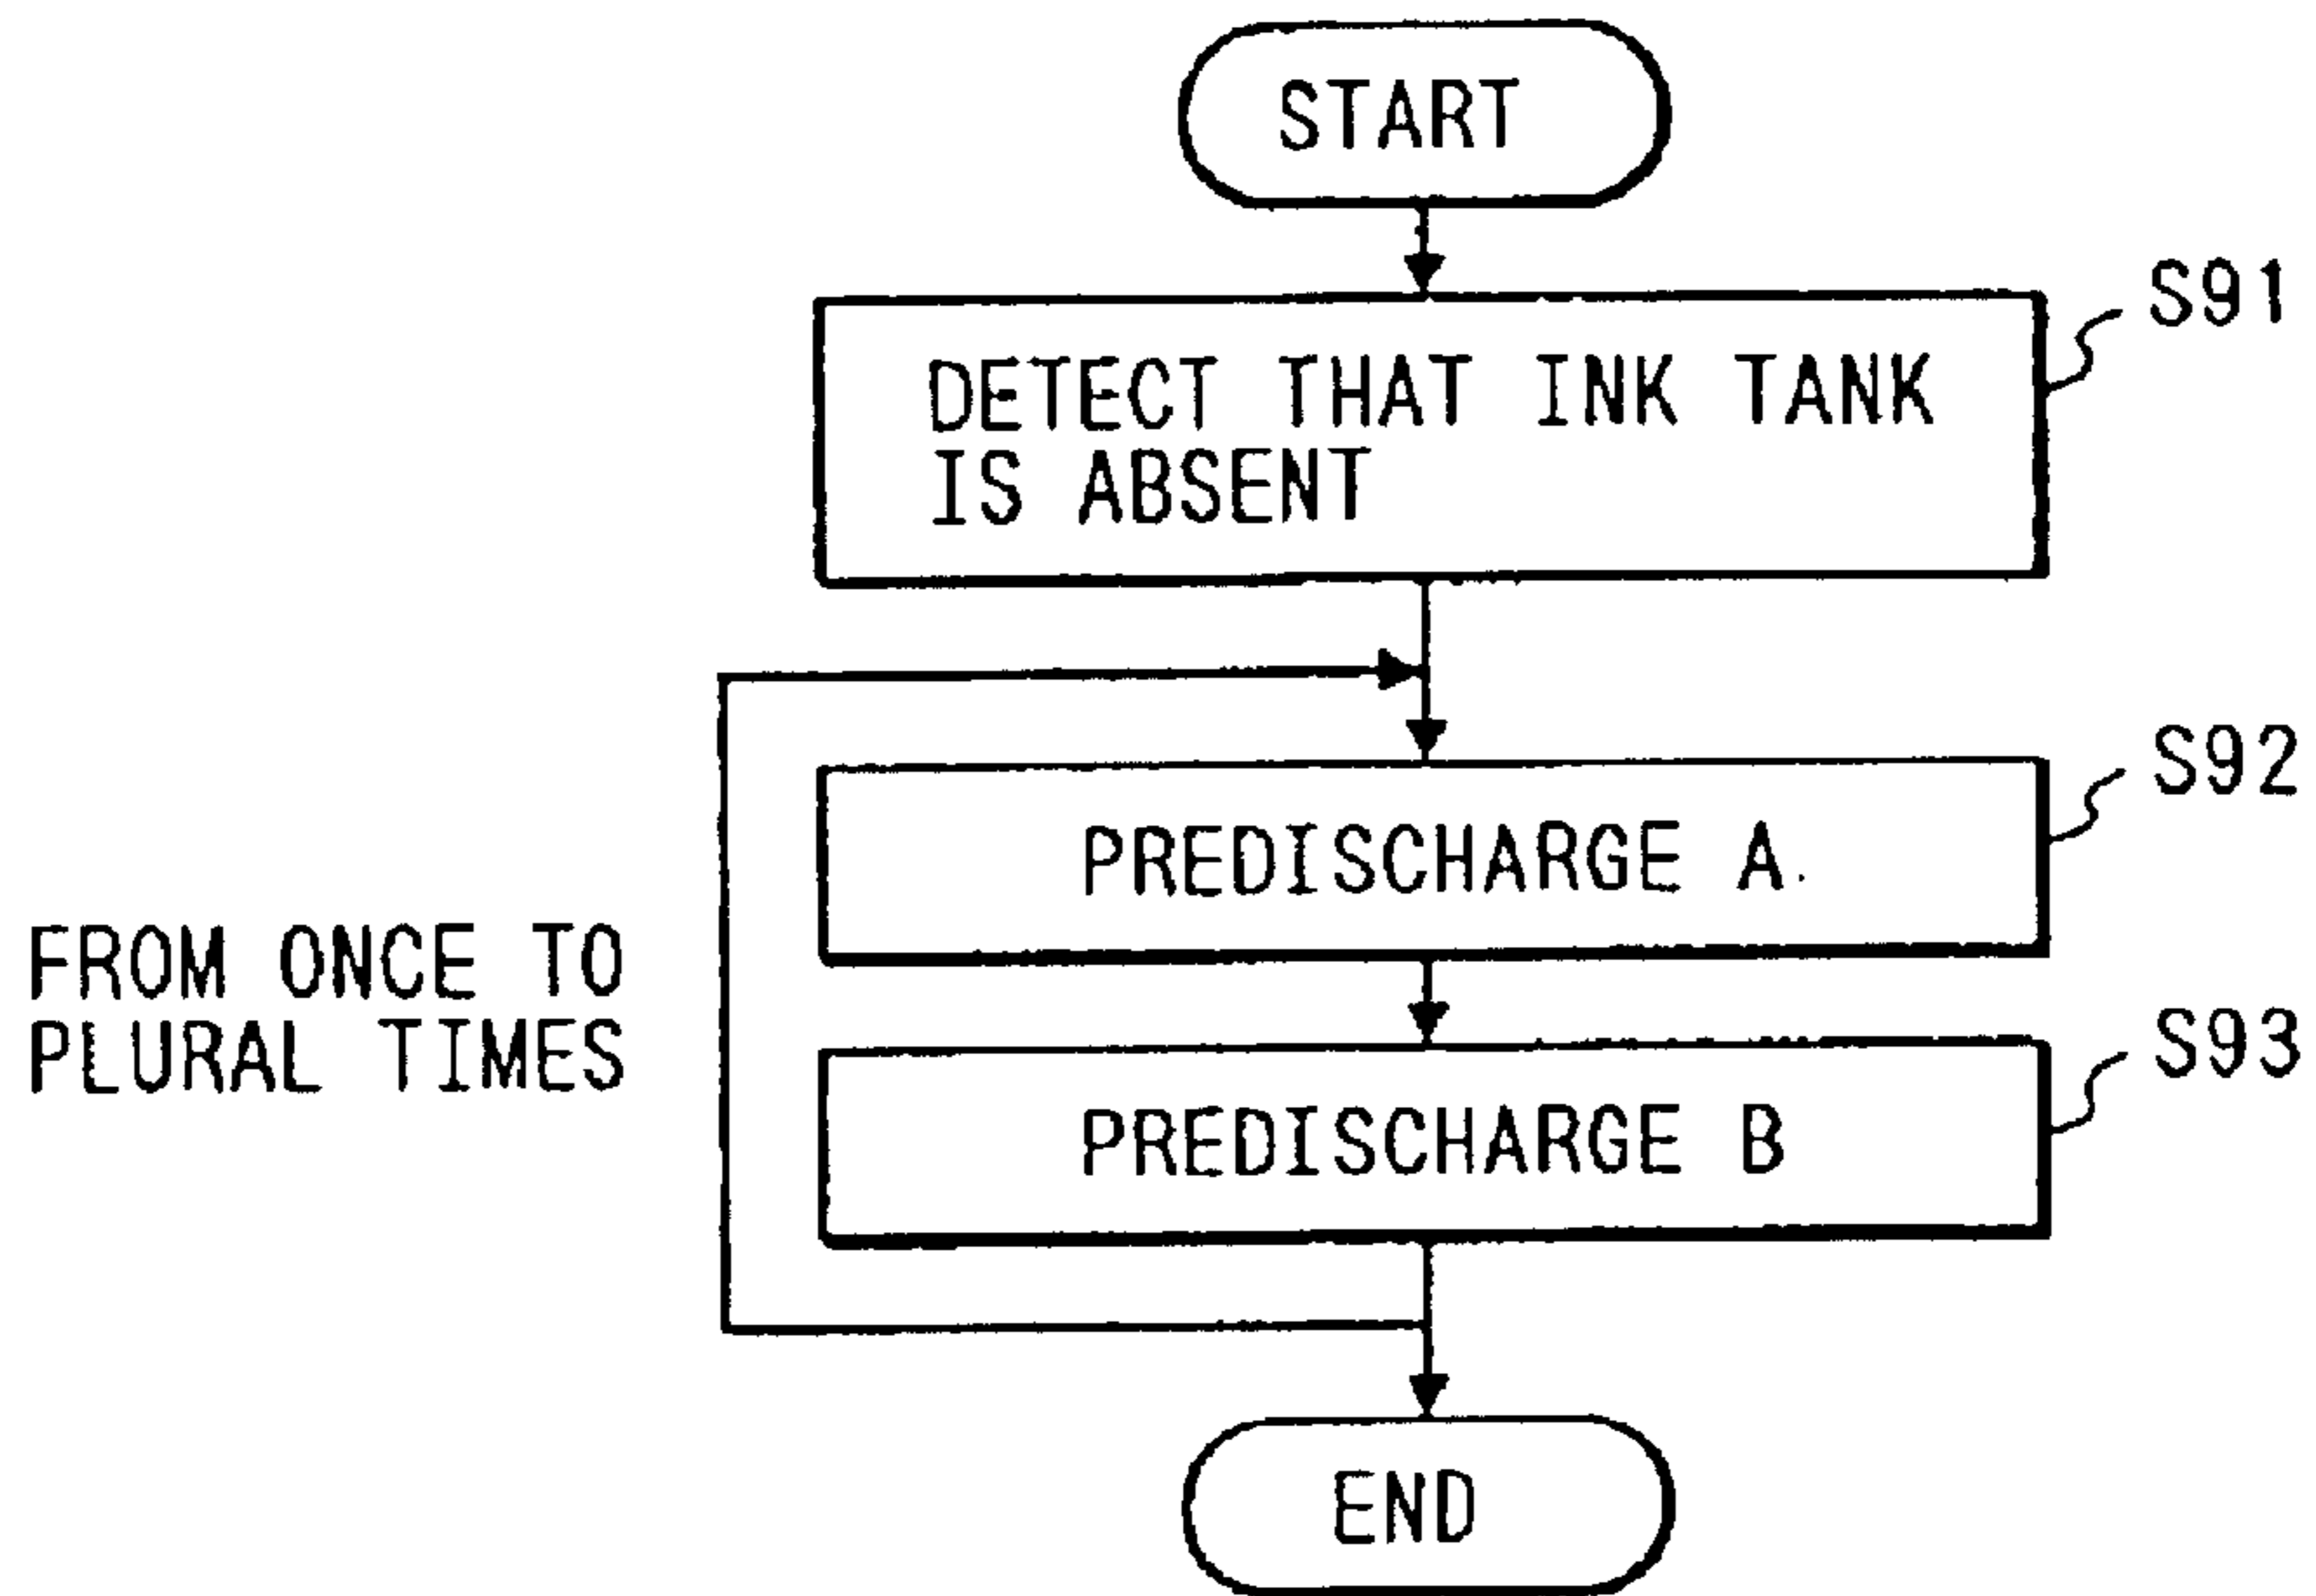 START
S91
DETECT THAT INK TANK
IS ABSENT
S92
PREDISCHARGE A
FROM ONCE TO
PLURAL TIMES
S93
PREDISCHARGE B
END